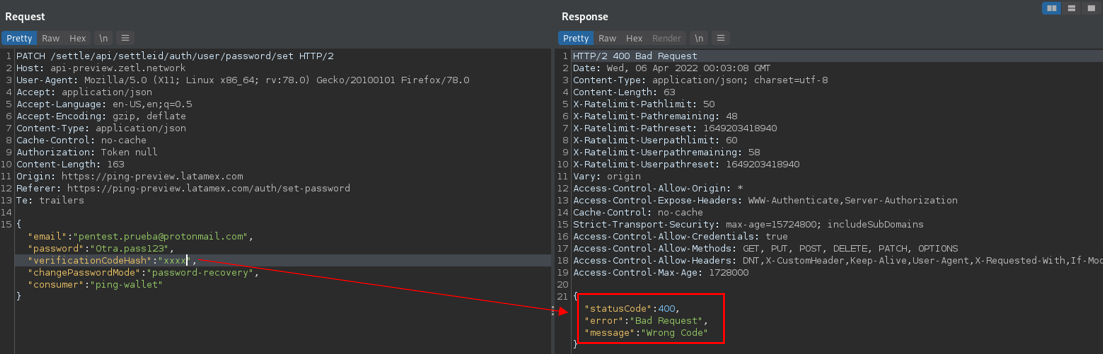 Request
Pretty Raw Hex \n
1 PATCH /settle/api/settleid/auth/user/password/set HTTP/2
2 Host: api-preview.zetl.network
3 User-Agent: Mozilla/5.0 (X11; Linux x86_64; rv:78.0) Gecko/20100101 Firefox/78.0
4 Accept: application/json
5 Accept-Language: en-US,en;q=0.5
6 Accept-Encoding: gzip, deflate
7 Content-Type: application/json
8 Cache-Control: no-cache
9 Authorization: Token null
10 Content-Length: 163
11 Origin: https://ping-preview.latamex.com
12 Referer: https://ping-preview.latamex.com/auth/set-password
13 Te: trailers
14
15 {
"email":"pentest.prueba@protonmail.com",
"password":"Otra.pass123",
"verificationCodeHash":"xxxx",
"changePasswordMode":"password-recovery",
"consumer":"ping-wallet"
}
Response
Pretty Raw Hex Render \n
1 HTTP/2 400 Bad Request
2 Date: Wed, 06 Apr 2022 00:03:08 GMT
3 Content-Type: application/json; charset=utf-8
4 Content-Length: 63
5 X-Ratelimit-Pathlimit: 50
6 X-Ratelimit-Pathremaining: 48
7 X-Ratelimit-Pathreset: 1649203418940
8 X-Ratelimit-Userpathlimit: 60
9 X-Ratelimit-Userpathremaining: 58
10 X-Ratelimit-Userpathreset: 1649203418940
11 Vary: origin
12 Access-Control-Allow-Origin: *
13 Access-Control-Expose-Headers: WWW-Authenticate,Server-Authorization
14 Cache-Control: no-cache
15 Strict-Transport-Security: max-age=15724800; includeSubDomains
16 Access-Control-Allow-Credentials: true
17 Access-Control-Allow-Methods: GET, PUT, POST, DELETE, PATCH, OPTIONS
18 Access-Control-Allow-Headers: DNT,X-CustomHeader,Keep-Alive,User-Agent,X-Requested-With,If-Mod
19 Access-Control-Max-Age: 1728000
20
21 {
"statusCode":400,
"error":"Bad Request",
"message":"Wrong Code"
}